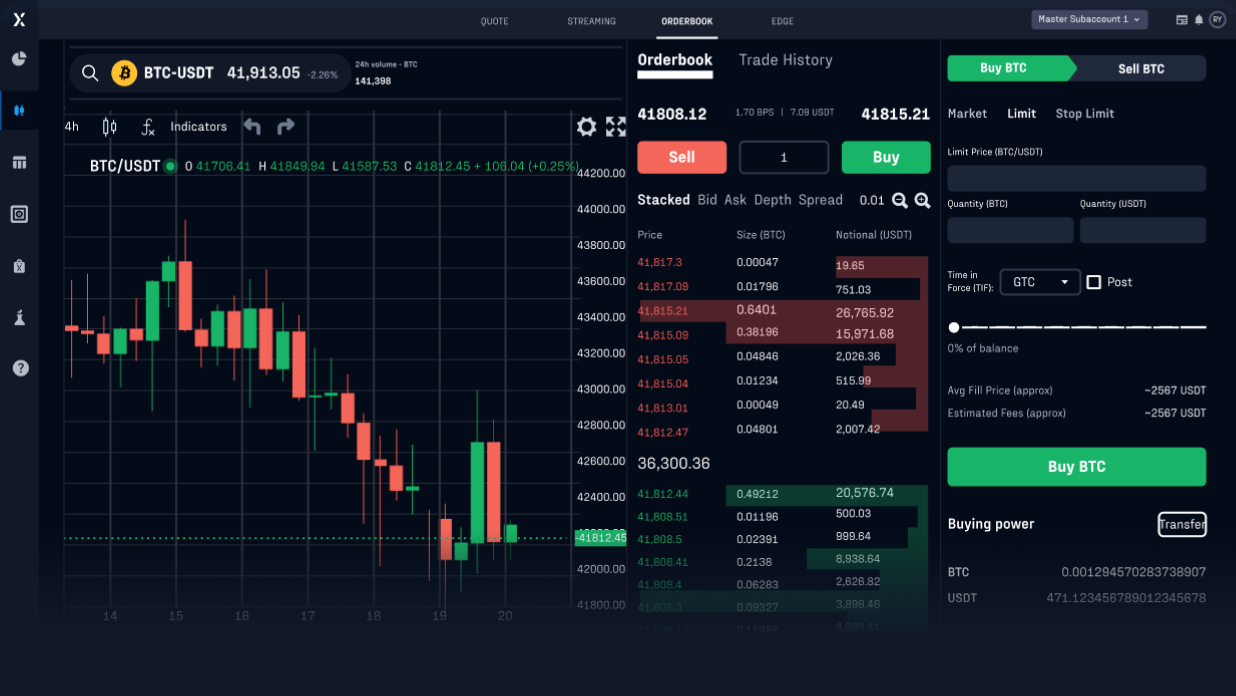 X
QUOTE STREAMING ORDERBOOK EDGE
Master Subaccount 1
RY
BTC-USDT 41,913.05 -2.26%
24h volume - BTC
141,398
4h Indicators
BTC/USDT O 41706.41 H 41849.94 L 41587.53 C 41812.45 + 106.04 (+0.25%)
44200.00
44000.00
43800.00
43600.00
43400.00
43200.00
43000.00
42800.00
42600.00
42400.00
41812.45
42000.00
41800.00
14 15 16 17 18 19 20
Orderbook Trade History
41808.12 1.70 BPS | 7.09 USDT 41815.21
Sell 1 Buy
Stacked Bid Ask Depth Spread 0.01
Price Size (BTC) Notional (USDT)
41,817.3 0.00047 19.65
41,817.09 0.01796 751.03
41,815.21 0.6401 26,765.92
41,815.09 0.38196 15,971.68
41,815.05 0.04846 2,026.36
41,815.04 0.01234 515.99
41,813.01 0.00049 20.49
41,812.47 0.04801 2,007.42
36,300.36
41,812.44 0.49212 20,576.74
41,808.51 0.01196 500.03
41,808.5 0.02391 999.64
41,808.41 0.2138 8,938.64
41,808.4 0.06283 2,626.82
41,808.3 0.09327 3,899.46
Buy BTC Sell BTC
Market Limit Stop Limit
Limit Price (BTC/USDT)
Quantity (BTC) Quantity (USDT)
Time in
Force (TIF): GTC Post
0% of balance
Avg Fill Price (approx) ~2567 USDT
Estimated Fees (approx) ~2567 USDT
Buy BTC
Buying power Transfer
BTC 0.001294570283738907
USDT 471.123456789012345678